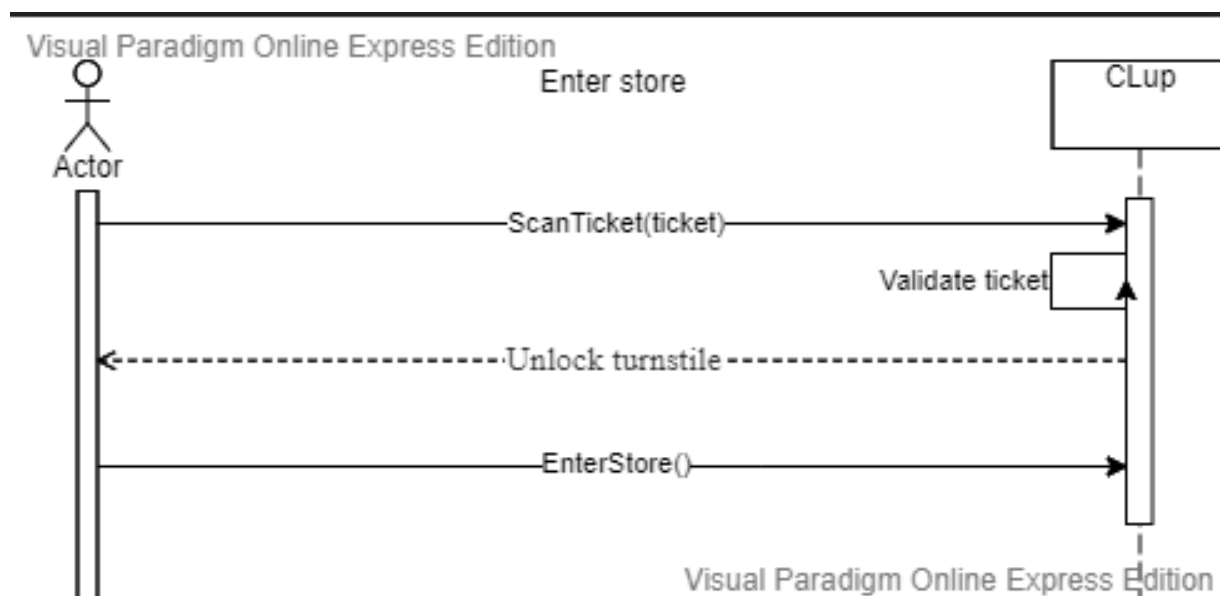 Visual Paradigm Online Express Edition
Enter store
CLup
Actor
ScanTicket(ticket)
Validate ticket
Unlock turnstile
EnterStore()
Visual Paradigm Online Express Edition